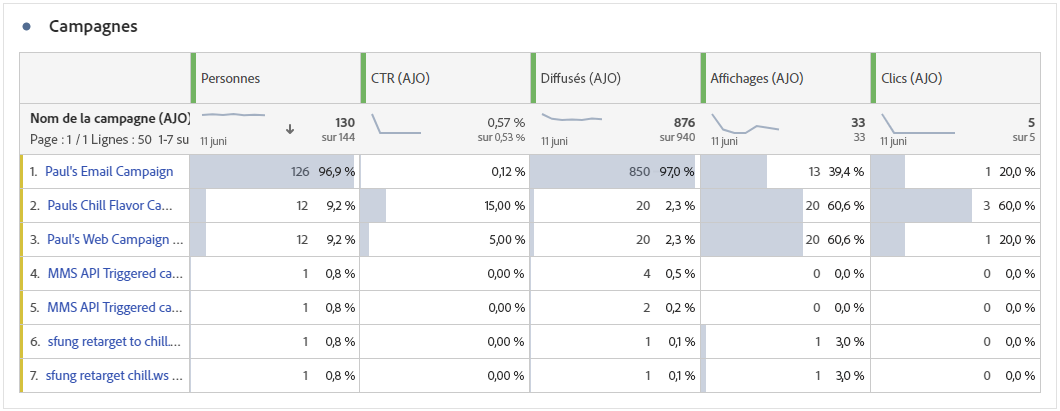 Campagnes
Personnes CTR (AJO) Diffusés (AJO) Affichages (AJO) Clics (AJO)
Nom de la campagne (AJO) 130 0,57 % 876 33 5
Page : 1 / 1 Lignes : 50 1-7 su 11 juni sur 144 sur 0,53 % 11 juni sur 940 11 juni 33 11 juni sur 5
1. Paul's Email Campaign 126 96,9 % 0,12 % 850 97,0 % 13 39,4 % 1 20,0 %
2. Pauls Chill Flavor Ca... 12 9,2 % 15,00 % 20 2,3 % 20 60,6 % 3 60,0 %
3. Paul's Web Campaign ... 12 9,2 % 5,00 % 20 2,3 % 20 60,6 % 1 20,0 %
4. MMS API Triggered ca... 1 0,8 % 0,00 % 4 0,5 % 0 0,0 % 0 0,0 %
5. MMS API Triggered ca... 1 0,8 % 0,00 % 2 0,2 % 0 0,0 % 0 0,0 %
6. sfung retarget to chill.... 1 0,8 % 0,00 % 1 0,1 % 1 3,0 % 0 0,0 %
7. sfung retarget chill.ws ... 1 0,8 % 0,00 % 1 0,1 % 1 3,0 % 0 0,0 %